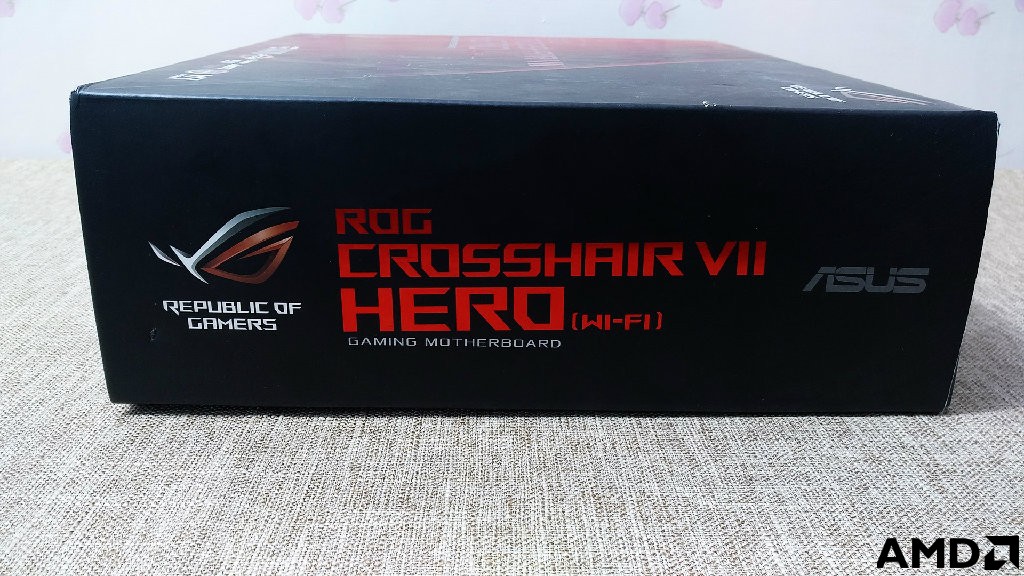 REPUBLIC OF
GAMERS
ROG
CROSSHAIR VII
HERO (WI-FI)
GAMING MOTHERBOARD
ASUS
AMD